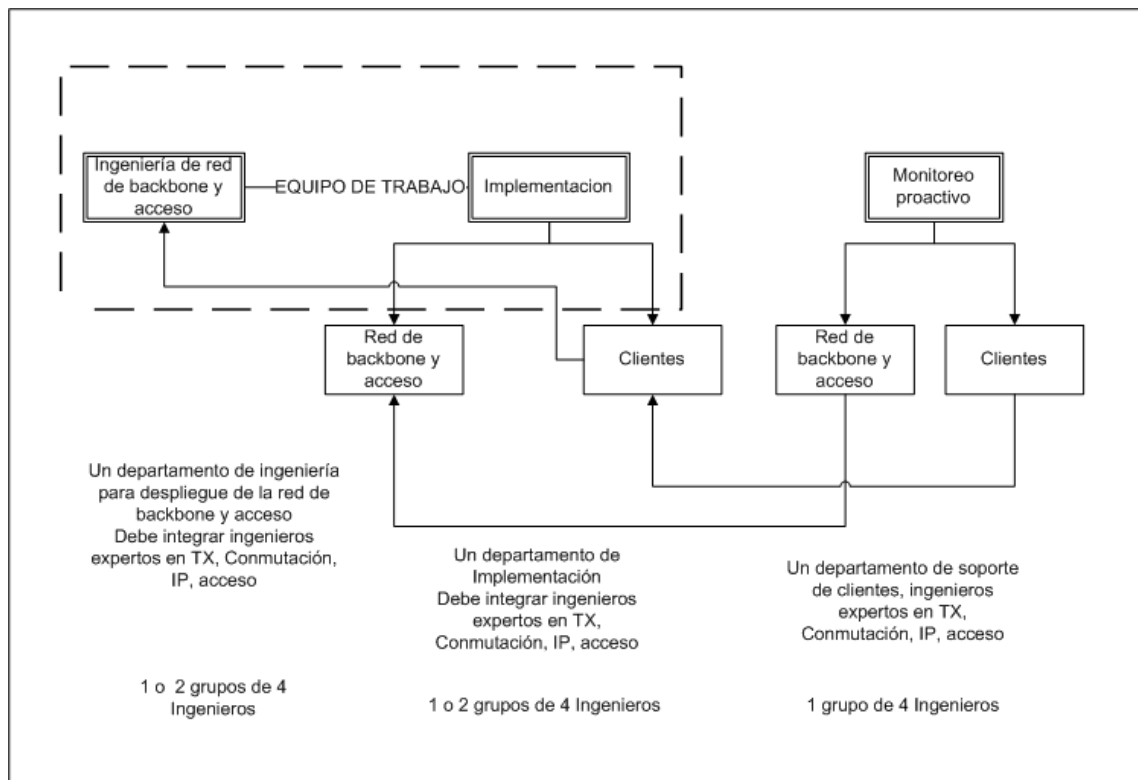 Ingeniería de red
de backbone y
acceso
EQUIPO DE TRABAJO
Implementacion
Monitoreo
proactivo
Red de
backbone y
acceso
Clientes
Red de
backbone y
acceso
Clientes
Un departamento de ingeniería
para despliegue de la red de
backbone y acceso
Debe integrar ingenieros
expertos en TX, Conmutación,
IP, acceso
Un departamento de
Implementación
Debe integrar ingenieros
expertos en TX,
Conmutación, IP, acceso
Un departamento de soporte
de clientes, ingenieros
expertos en TX,
Conmutación, IP, acceso
1 o 2 grupos de 4
Ingenieros
1 o 2 grupos de 4 Ingenieros
1 grupo de 4 Ingenieros